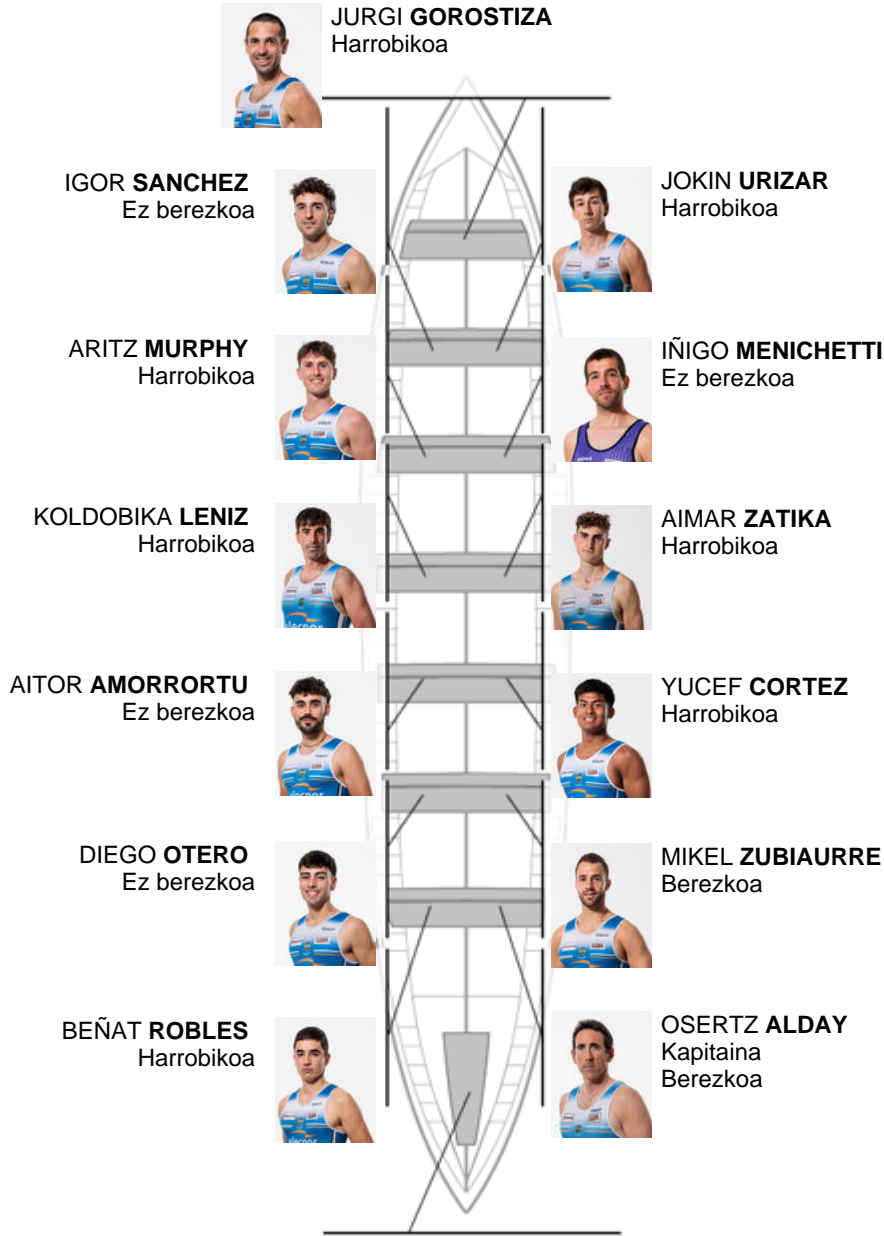 JURGI GOROSTIZA
Harrobikoa
IGOR SANCHEZ
Ez berezkoa
JOKIN URIZAR
Harrobikoa
ARITZ MURPHY
Harrobikoa
IÑIGO MENICHETTI
Ez berezkoa
KOLDOBIKA LENIZ
Harrobikoa
AIMAR ZATIKA
Harrobikoa
AITOR AMORRORTU
Ez berezkoa
YUCEF CORTEZ
Harrobikoa
DIEGO OTERO
Ez berezkoa
MIKEL ZUBIAURRE
Berezkoa
BEÑAT ROBLES
Harrobikoa
OSERTZ ALDAY
Kapitaina
Berezkoa